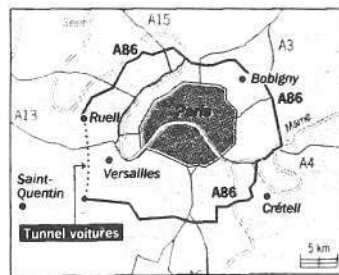 A15
A86
A3
Bobigny
Rueil
A86
Paris
A13
Marne
A4
Versailles
Saint-
Quentin
A86
Créteil
Tunnel voitures
5 km